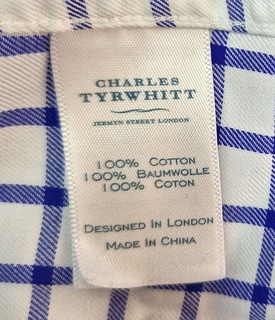 CHARLES
TYRWHITT
JERMYN STREET LONDON
100% COTTON
100% BAUMWOLLE
100% COTON
DESIGNED IN LONDON
MADE IN CHINA